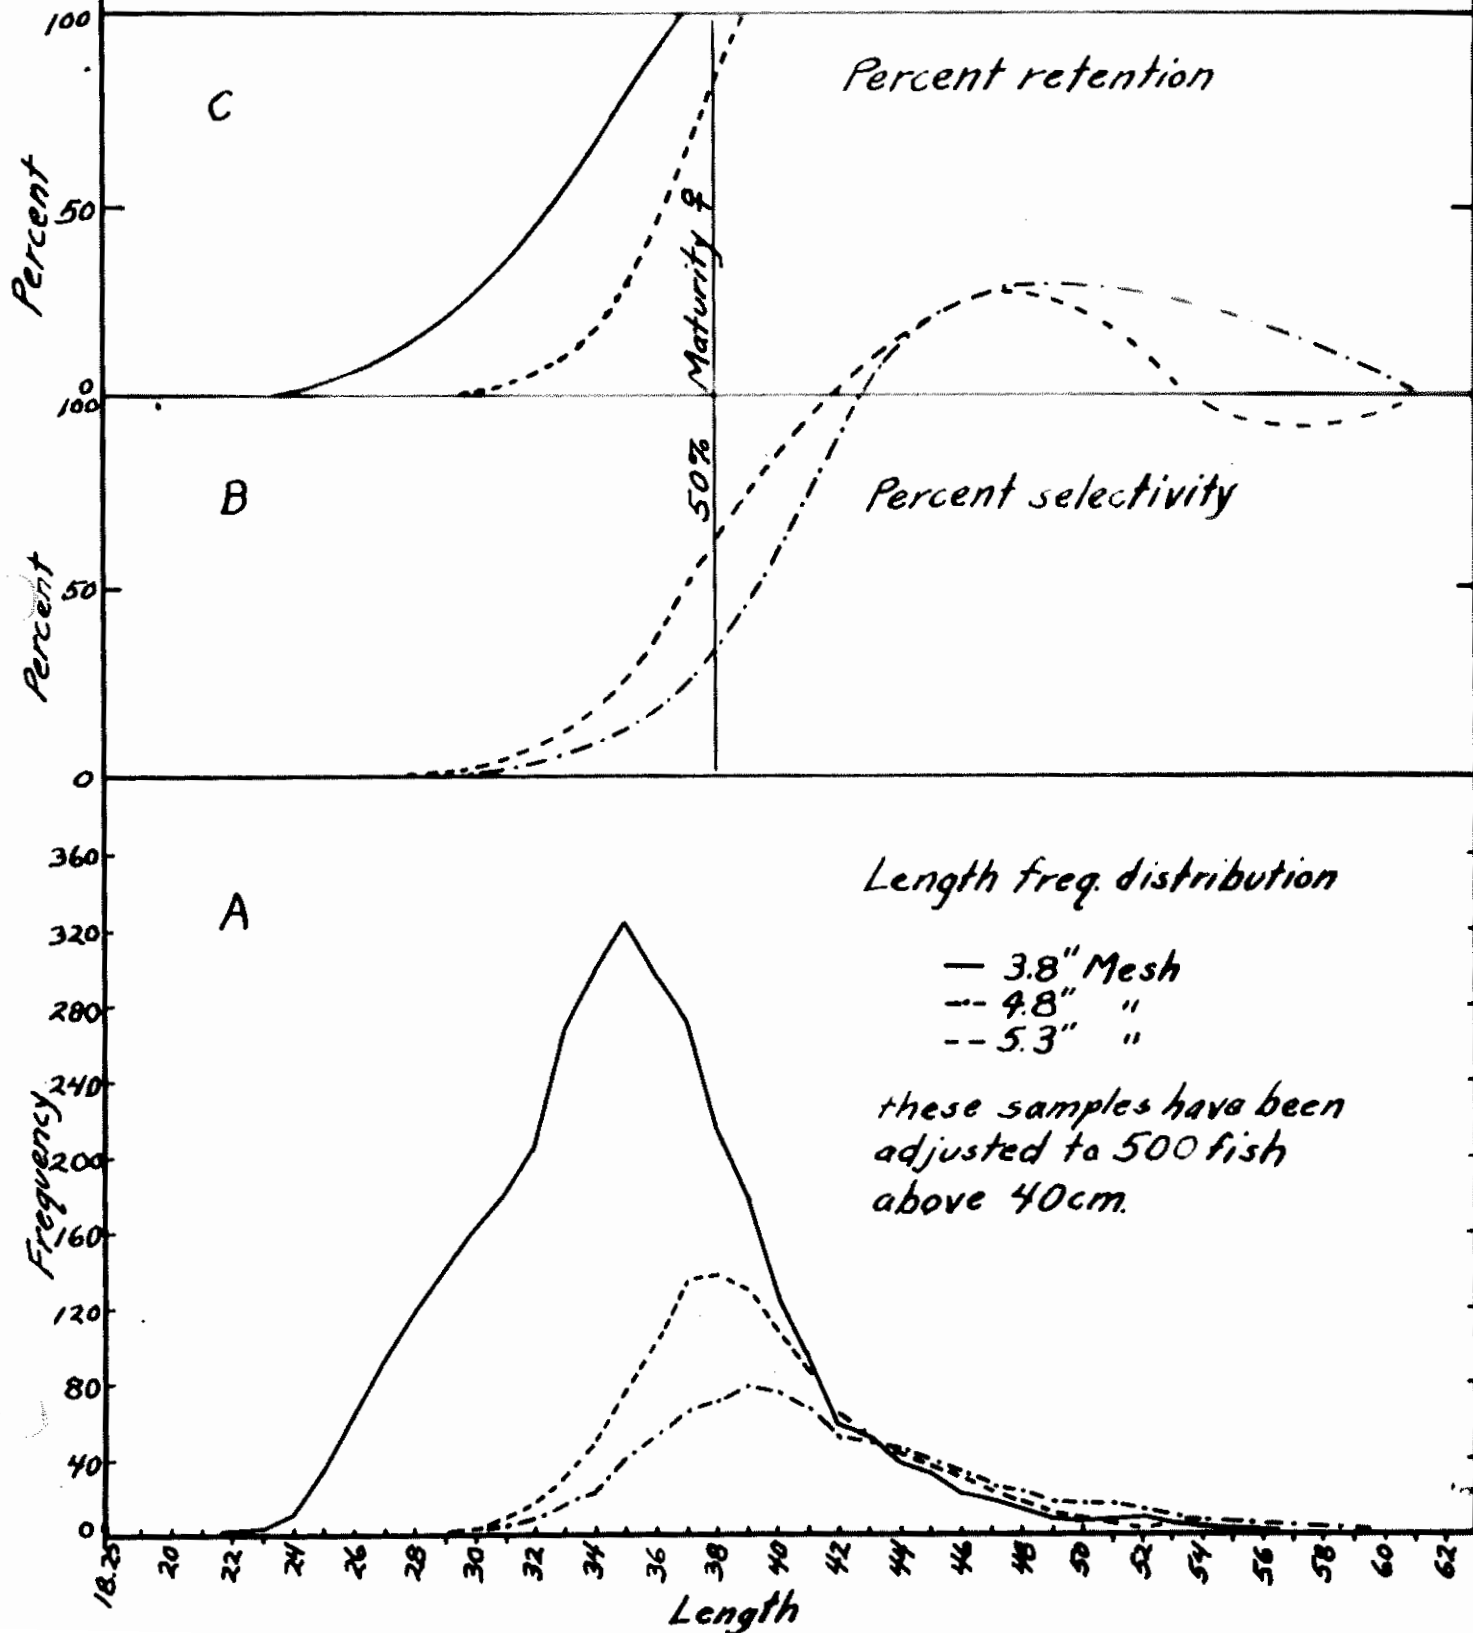 100
C
Percent retention
Percent
50
50% Maturity ♀
0
100
B
Percent selectivity
Percent
50
0
360
A
Length freq. distribution
320
3.8" Mesh
280
4.8" "
5.3" "
240
these samples have been
adjusted to 500 fish
above 40cm.
Frequency
200
160
120
80
40
0
18.25 20 22 24 26 28 30 32 34 36 38 40 42 44 46 48 50 52 54 56 58 60 62
Length